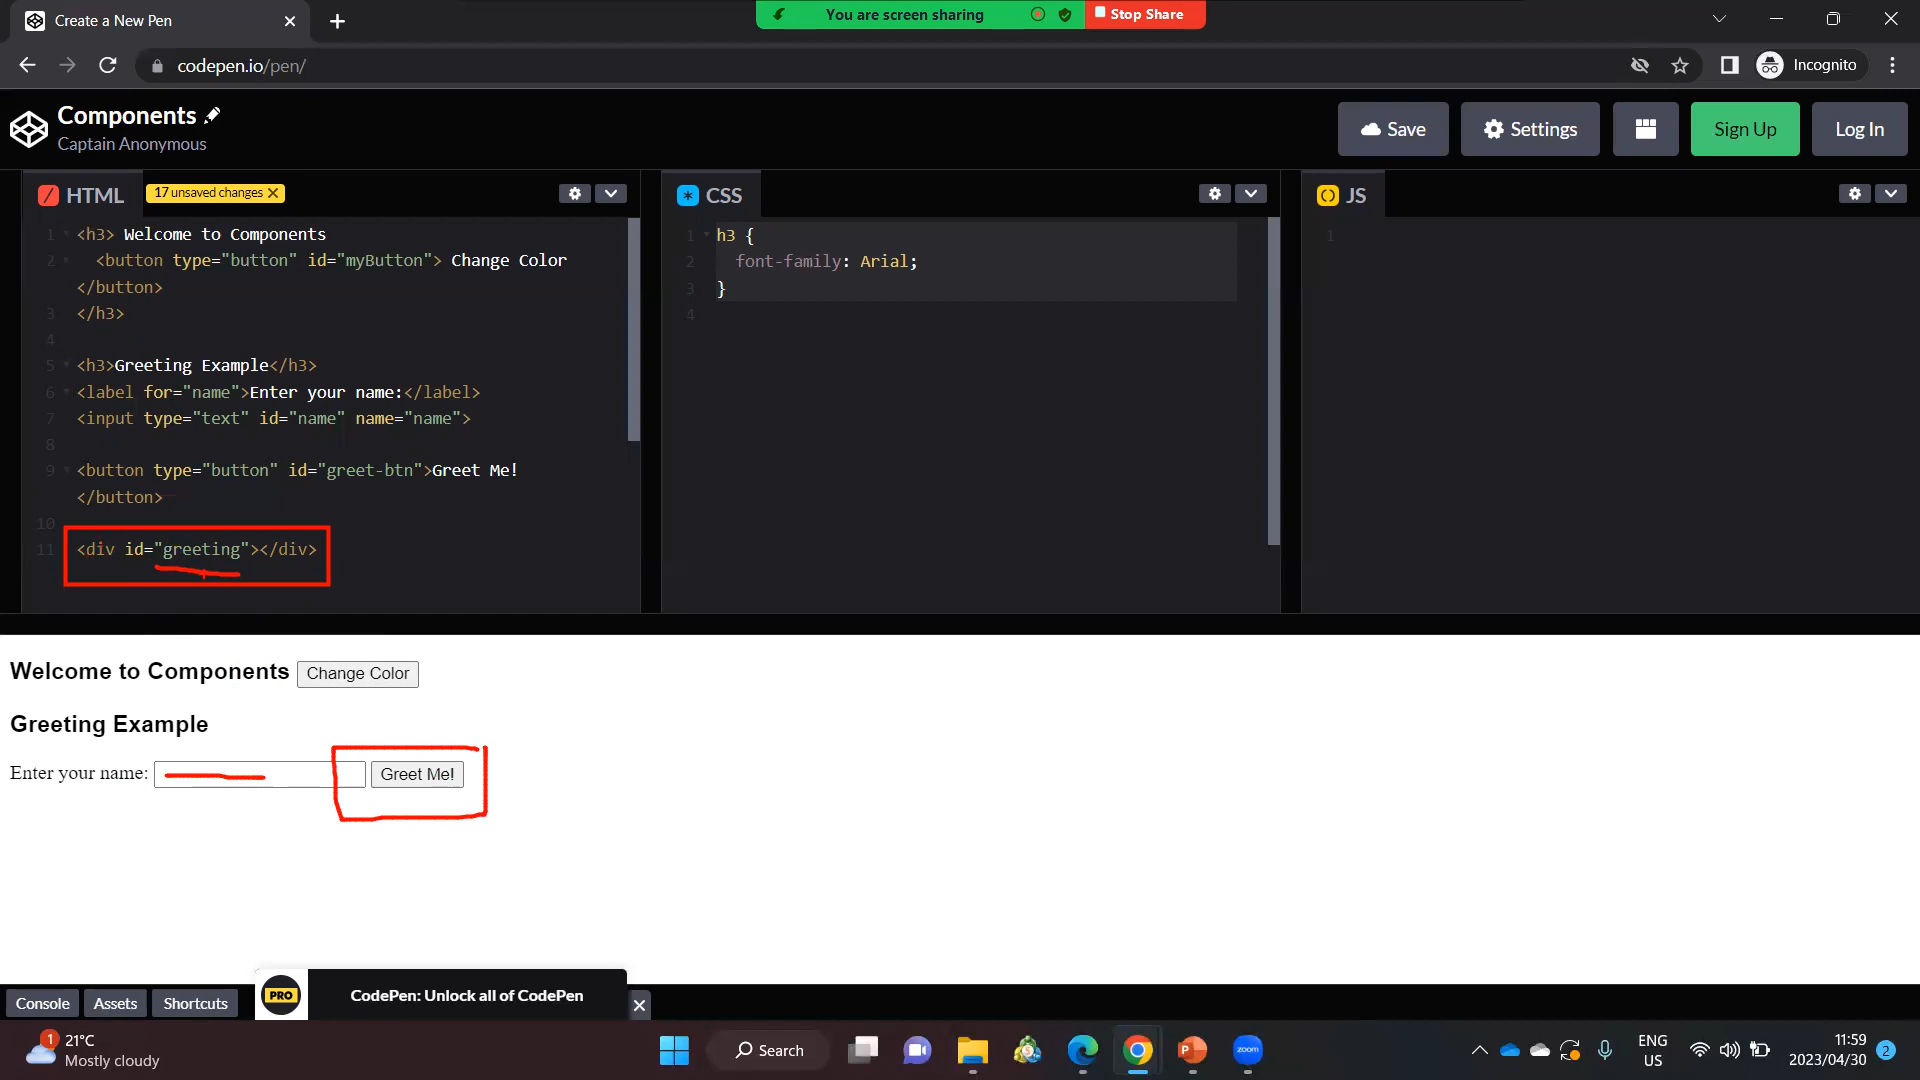 Create a New Pen
You are screen sharing
Stop Share
codepen.io/pen/
Incognito
Components
Captain Anonymous
Save
Settings
Sign Up
Log In
HTML
17 unsaved changes
1 <h3> Welcome to Components
2 <button type="button" id="myButton"> Change Color
</button>
3 </h3>
4
5 <h3>Greeting Example</h3>
6 <label for="name">Enter your name:</label>
7 <input type="text" id="name" name="name">
8
9 <button type="button" id="greet-btn">Greet Me!
</button>
10
11 <div id="greeting"></div>
CSS
1 h3 {
2 font-family: Arial;
3 }
4
JS
1
Welcome to Components Change Color
Greeting Example
Enter your name: Greet Me!
Console
Assets
Shortcuts
PRO
CodePen: Unlock all of CodePen
1
21°C
Mostly cloudy
Search
P
zoom
ENG
US
11:59
2023/04/30
2